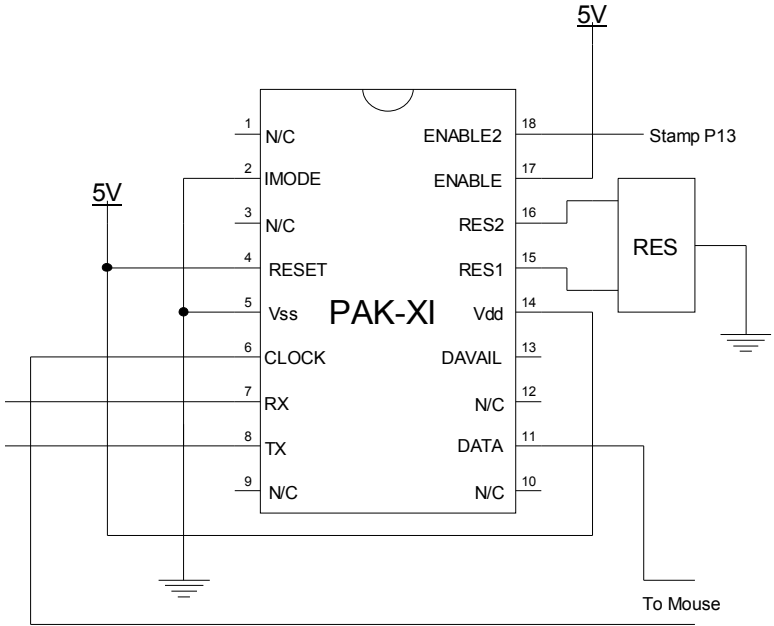 5V
1 N/C ENABLE2 18 Stamp P13
2 IMODE ENABLE 17
5V
3 N/C RES2 16
RES
4 RESET RES1 15
5 Vss PAK-XI Vdd 14
6 CLOCK DAVAIL 13
7 RX N/C 12
8 TX DATA 11
9 N/C N/C 10
To Mouse